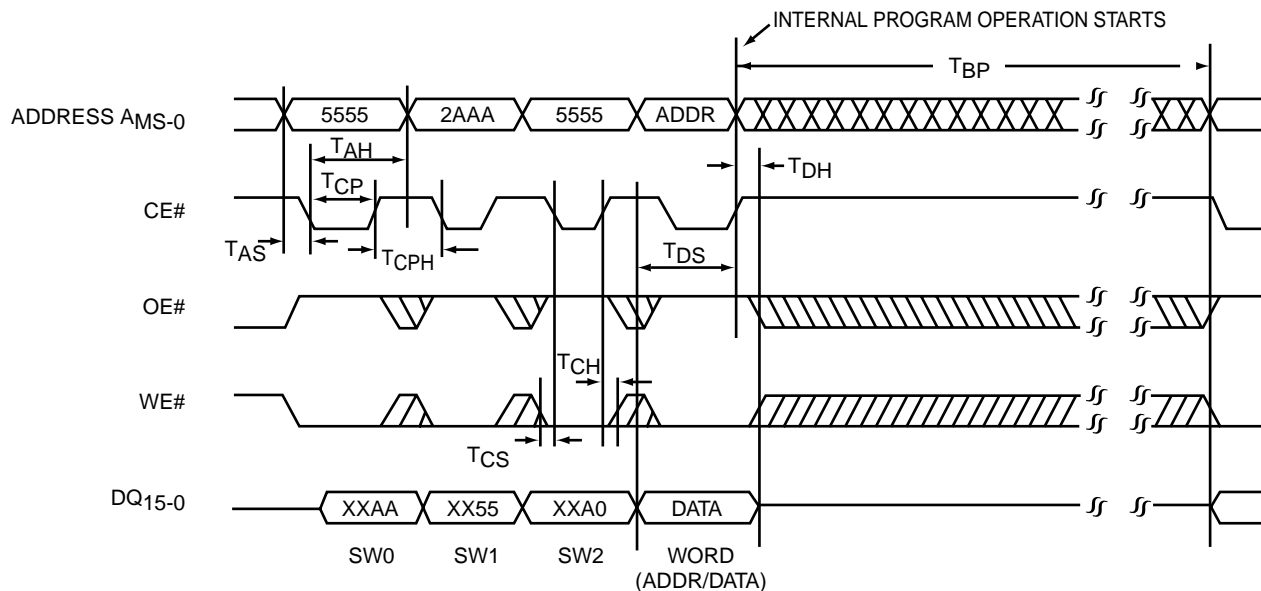 INTERNAL PROGRAM OPERATION STARTS
TBP
ADDRESS AMS-0
5555
2AAA
5555
ADDR
TAH
TDH
TCP
CE#
TAS
TCPH
TDS
OE#
TCH
WE#
TCS
DQ15-0
XXAA
XX55
XXA0
DATA
SW0
SW1
SW2
WORD
(ADDR/DATA)